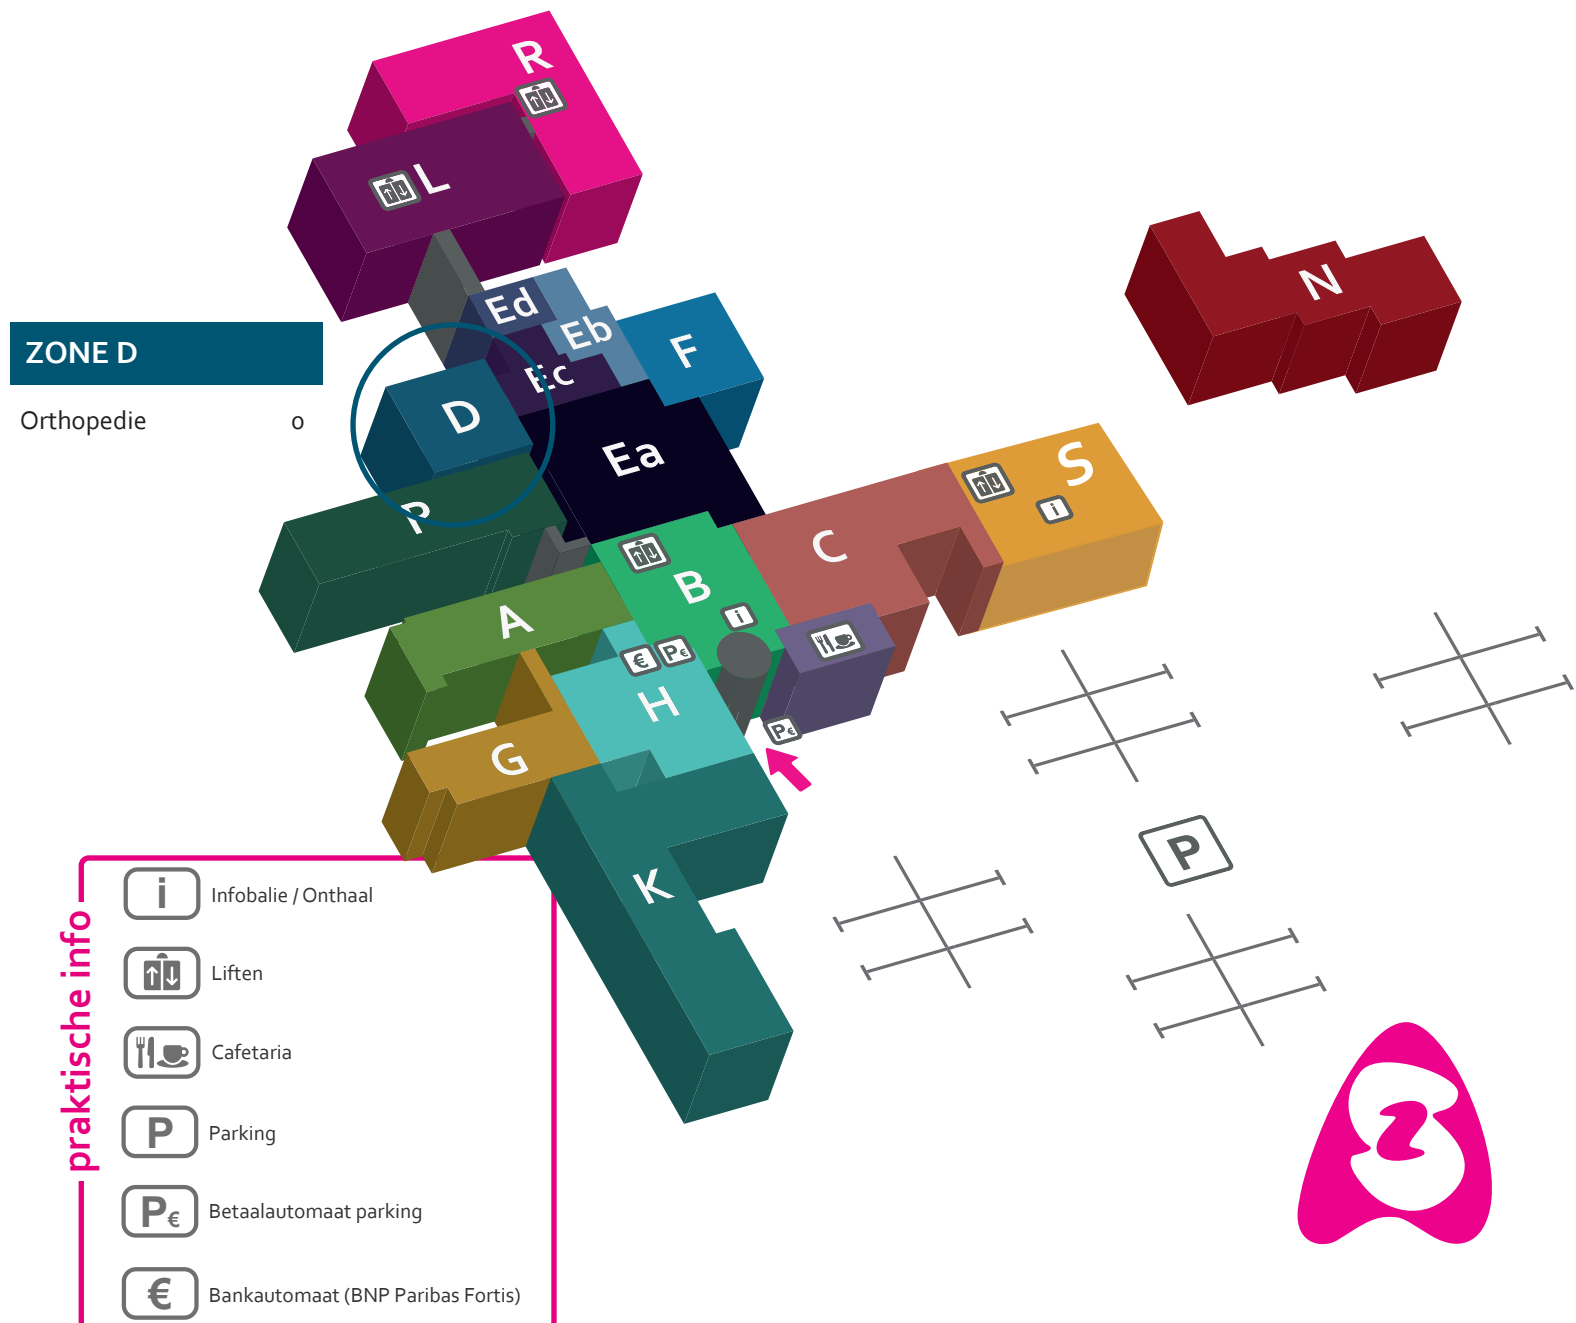 R
L
Ed
Eb
F
N
ZONE D
Ec
D
Orthopedie o
Ea
S
P
i
C
B
A
i
€ P€
H
P€
G
P
K
praktische info
i Infobalie / Onthaal
Liften
Cafetaria
P Parking
P€ Betaalautomaat parking
€ Bankautomaat (BNP Paribas Fortis)